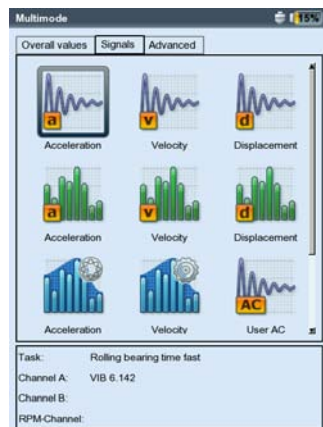 Multimode 15%
Overall values Signals Advanced
a v d
Acceleration Velocity Displacement
a v d
Acceleration Velocity Displacement
AC
Acceleration Velocity User AC
Task: Rolling bearing time fast
Channel A: VIB 6.142
Channel B:
RPM-Channel: